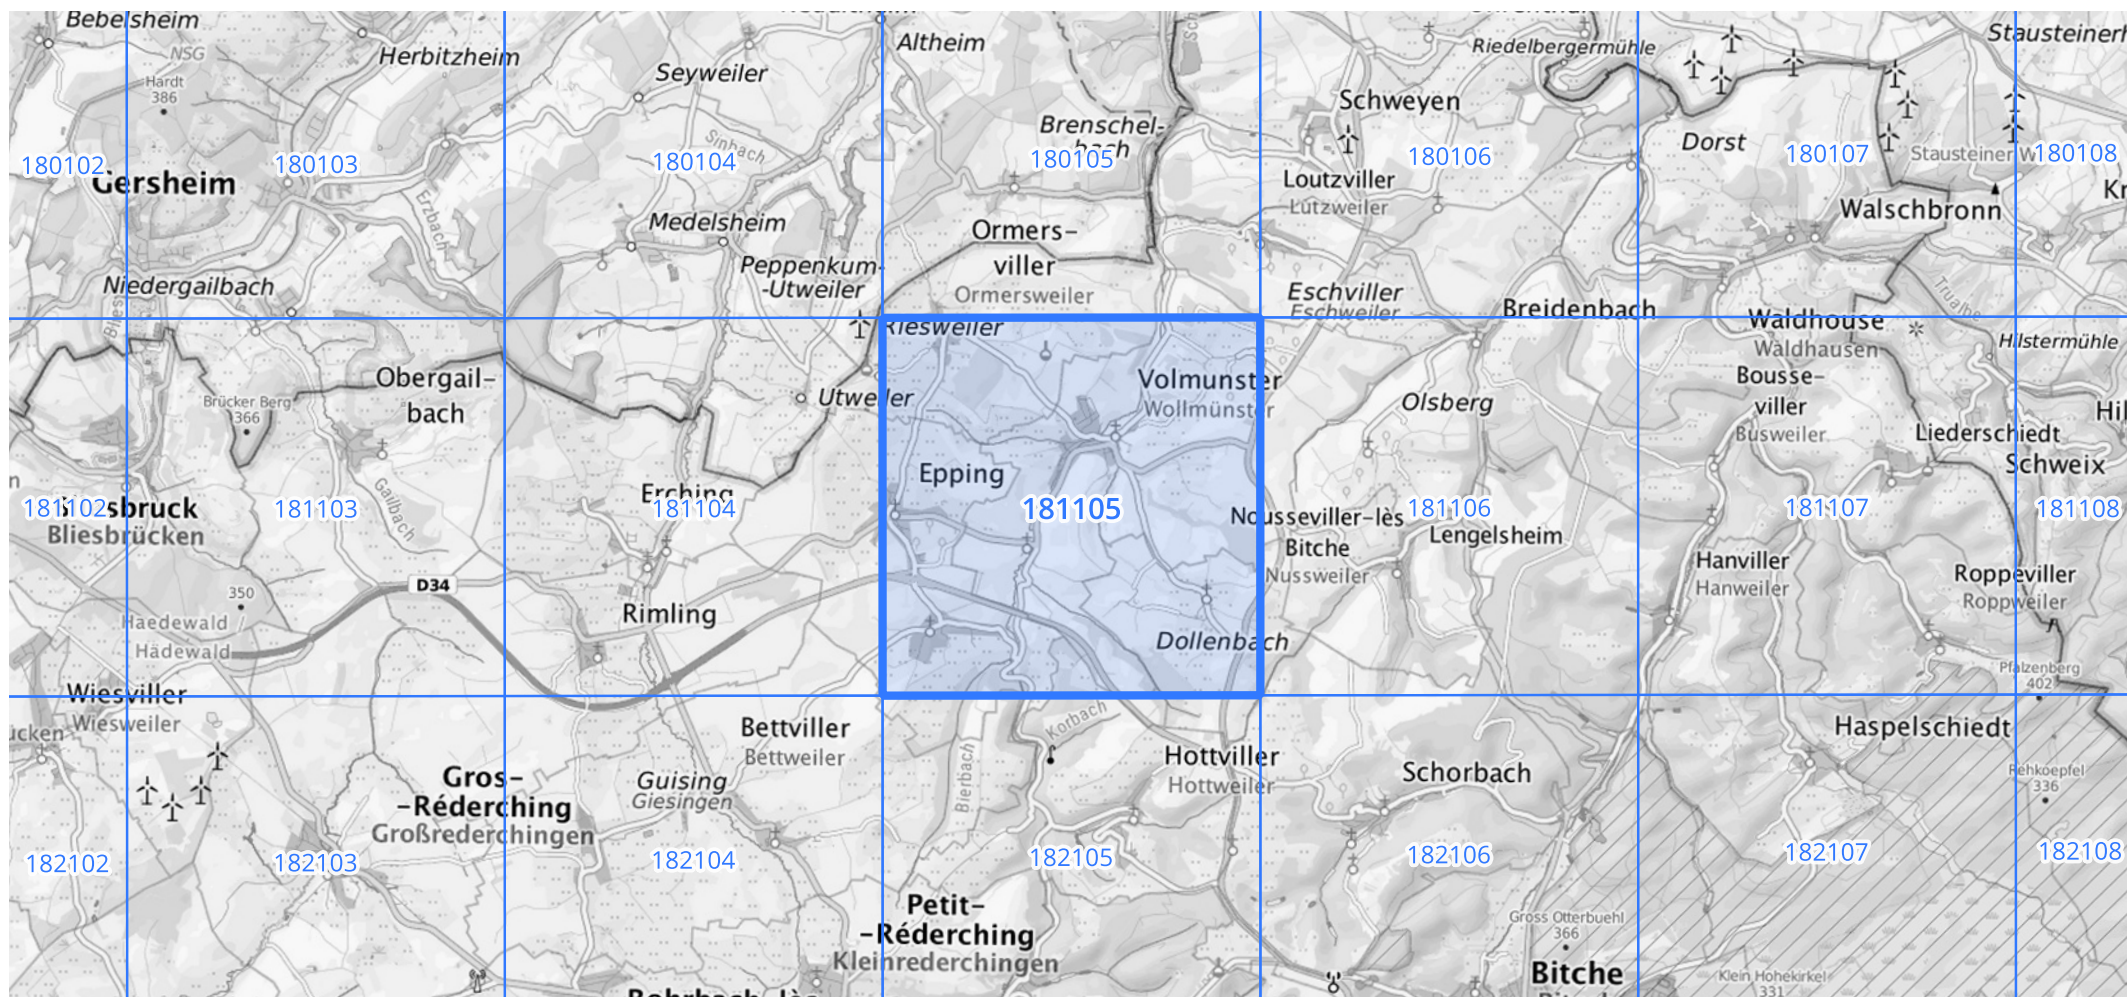 Bebelsheim
Altheim
NSG
Herbitzheim
Seyweiler
Riedelbergermühle
Hardt
386
Schweyen
Brenschel-
bach
Dorst
Sinbach
180102
180103
180104
180105
180106
180107
180108
Gersheim
Erzbach
Loutzviller
Lutzweiler
Medelsheim
Walschbronn
Ormers-
viller
Ormersweiler
Peppenkum-
-Utweiler
Niedergailbach
Eschviller
Eschweiler
Breidenbach
Riesweiler
Waldhouse
Waldhausen
Hilstermühle
Obergail-
bach
Brücker Berg
366
Utweiler
Volmunster
Wollmünster
Olsberg
Bousse-
viller
Busweiler
Liederschiedt
Schweix
Epping
Erching
181102
181103
181104
181105
181106
181107
181108
Bliesbrücken
Gailbach
Nousseviller-lès
Bitche
Nussweiler
Lengelsheim
Hanviller
Hanweiler
Roppeviller
Roppweiler
D34
350
Haedewald
Hädewald
Rimling
Dollenbach
Pfalzenberg
402
Wiesviller
Wiesweiler
Bettviller
Bettweiler
Korbach
Bierbach
Hottviller
Hottweiler
Haspelschiedt
Schorbach
Rehkoepfel
336
Gros-
-Réderching
Großrederchingen
Guising
Giesingen
182102
182103
182104
182105
182106
182107
182108
Petit-
-Réderching
Kleinrederchingen
Gross Otterbuehl
366
Bitche
Klein Hohekirkel
331